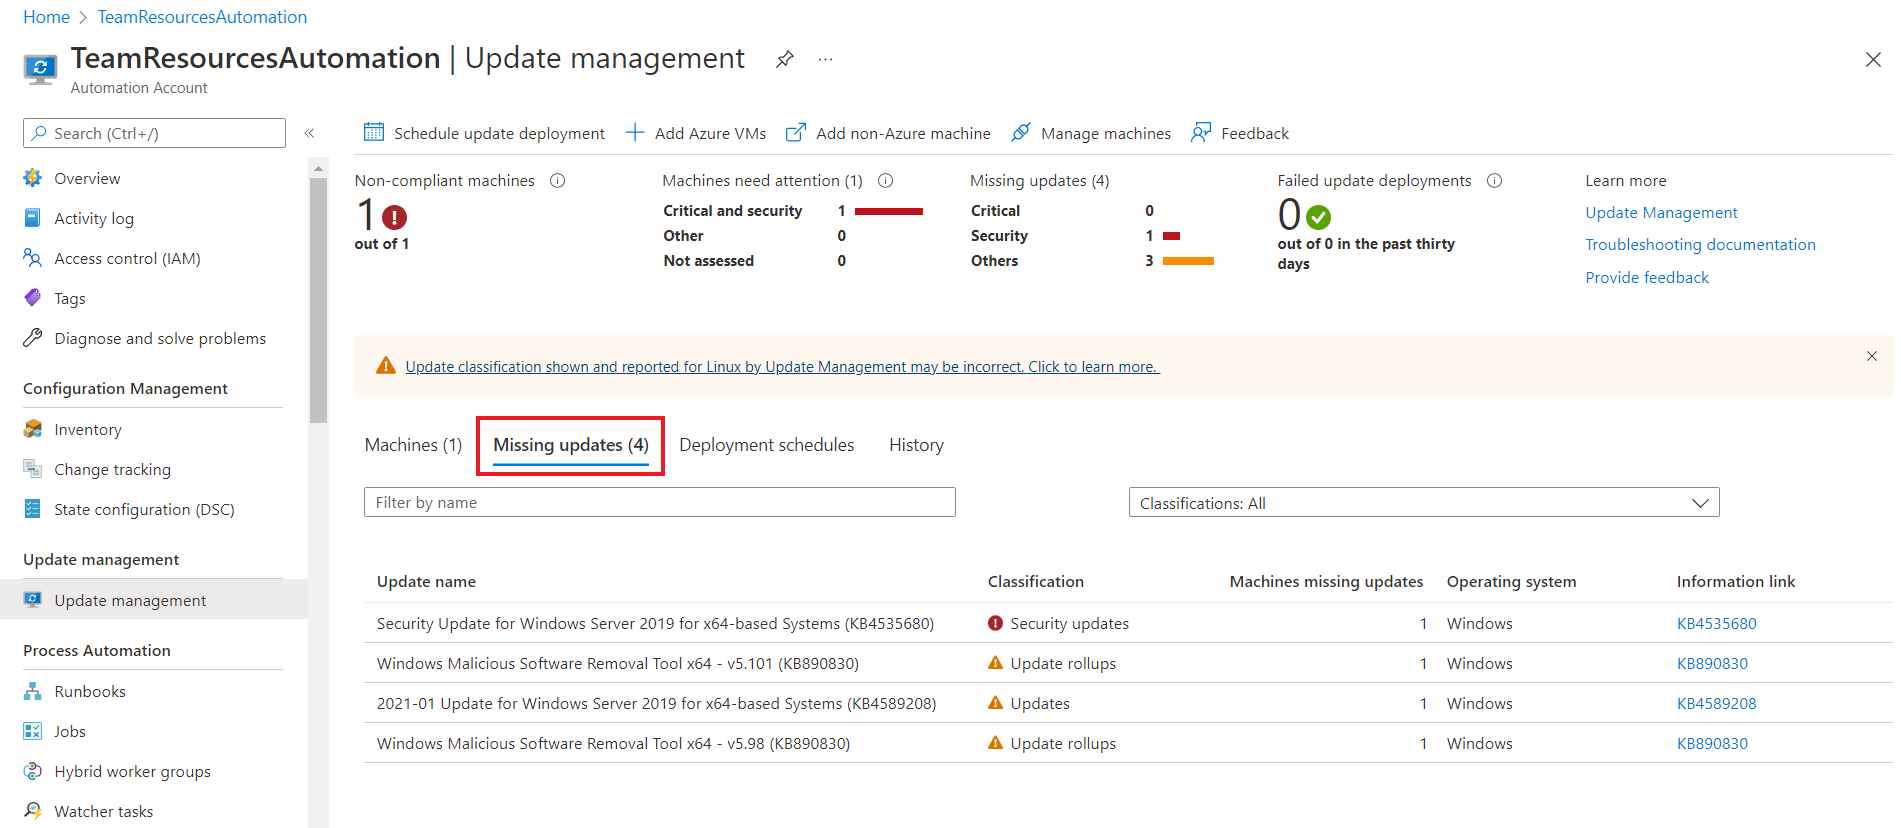 Home > TeamResourcesAutomation
TeamResourcesAutomation | Update management ...
Automation Account
Search (Ctrl+/) «
Overview
Activity log
Access control (IAM)
Tags
Diagnose and solve problems
Configuration Management
Inventory
Change tracking
State configuration (DSC)
Update management
Update management
Process Automation
Runbooks
Jobs
Hybrid worker groups
Watcher tasks
Schedule update deployment Add Azure VMs Add non-Azure machine Manage machines Feedback
Non-compliant machines
1
out of 1
Machines need attention (1)
Critical and security 1
Other 0
Not assessed 0
Missing updates (4)
Critical 0
Security 1
Others 3
Failed update deployments
0
out of 0 in the past thirty
days
Learn more
Update Management
Troubleshooting documentation
Provide feedback
Update classification shown and reported for Linux by Update Management may be incorrect. Click to learn more.
Machines (1) Missing updates (4) Deployment schedules History
Filter by name Classifications: All
Update name Classification Machines missing updates Operating system Information link
Security Update for Windows Server 2019 for x64-based Systems (KB4535680) Security updates 1 Windows KB4535680
Windows Malicious Software Removal Tool x64 - v5.101 (KB890830) Update rollups 1 Windows KB890830
2021-01 Update for Windows Server 2019 for x64-based Systems (KB4589208) Updates 1 Windows KB4589208
Windows Malicious Software Removal Tool x64 - v5.98 (KB890830) Update rollups 1 Windows KB890830